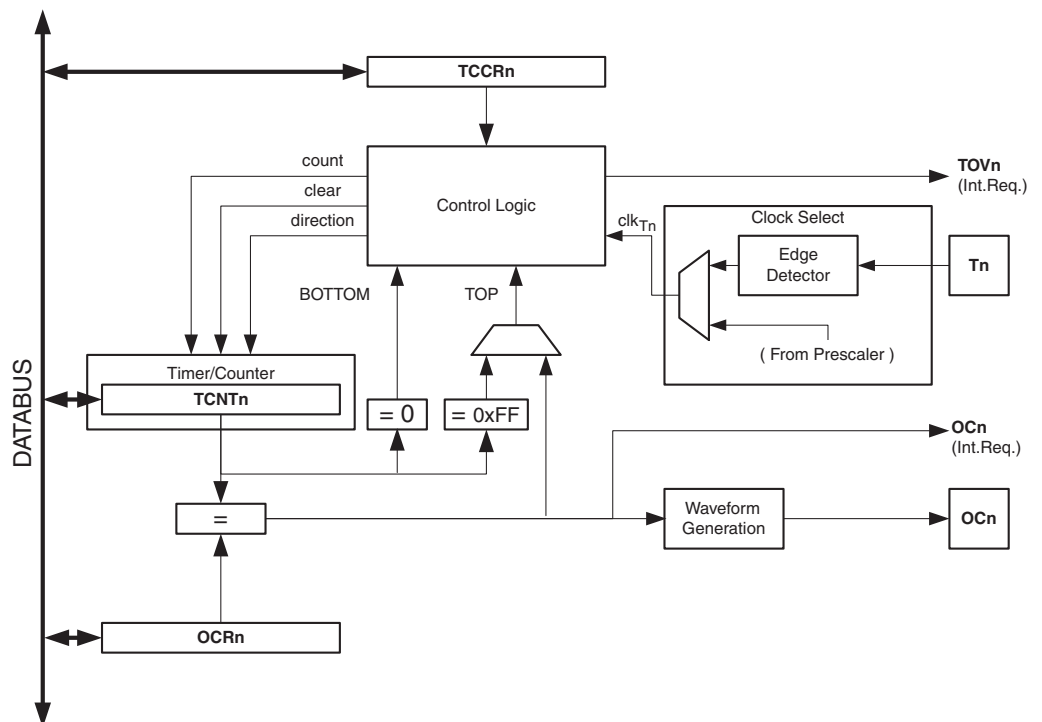 TCCRn
count
clear
direction
Control Logic
TOVn
(Int.Req.)
clkTn
Clock Select
Edge
Detector
Tn
( From Prescaler )
BOTTOM
TOP
DATABUS
Timer/Counter
TCNTn
= 0
= 0xFF
OCn
(Int.Req.)
=
Waveform
Generation
OCn
OCRn